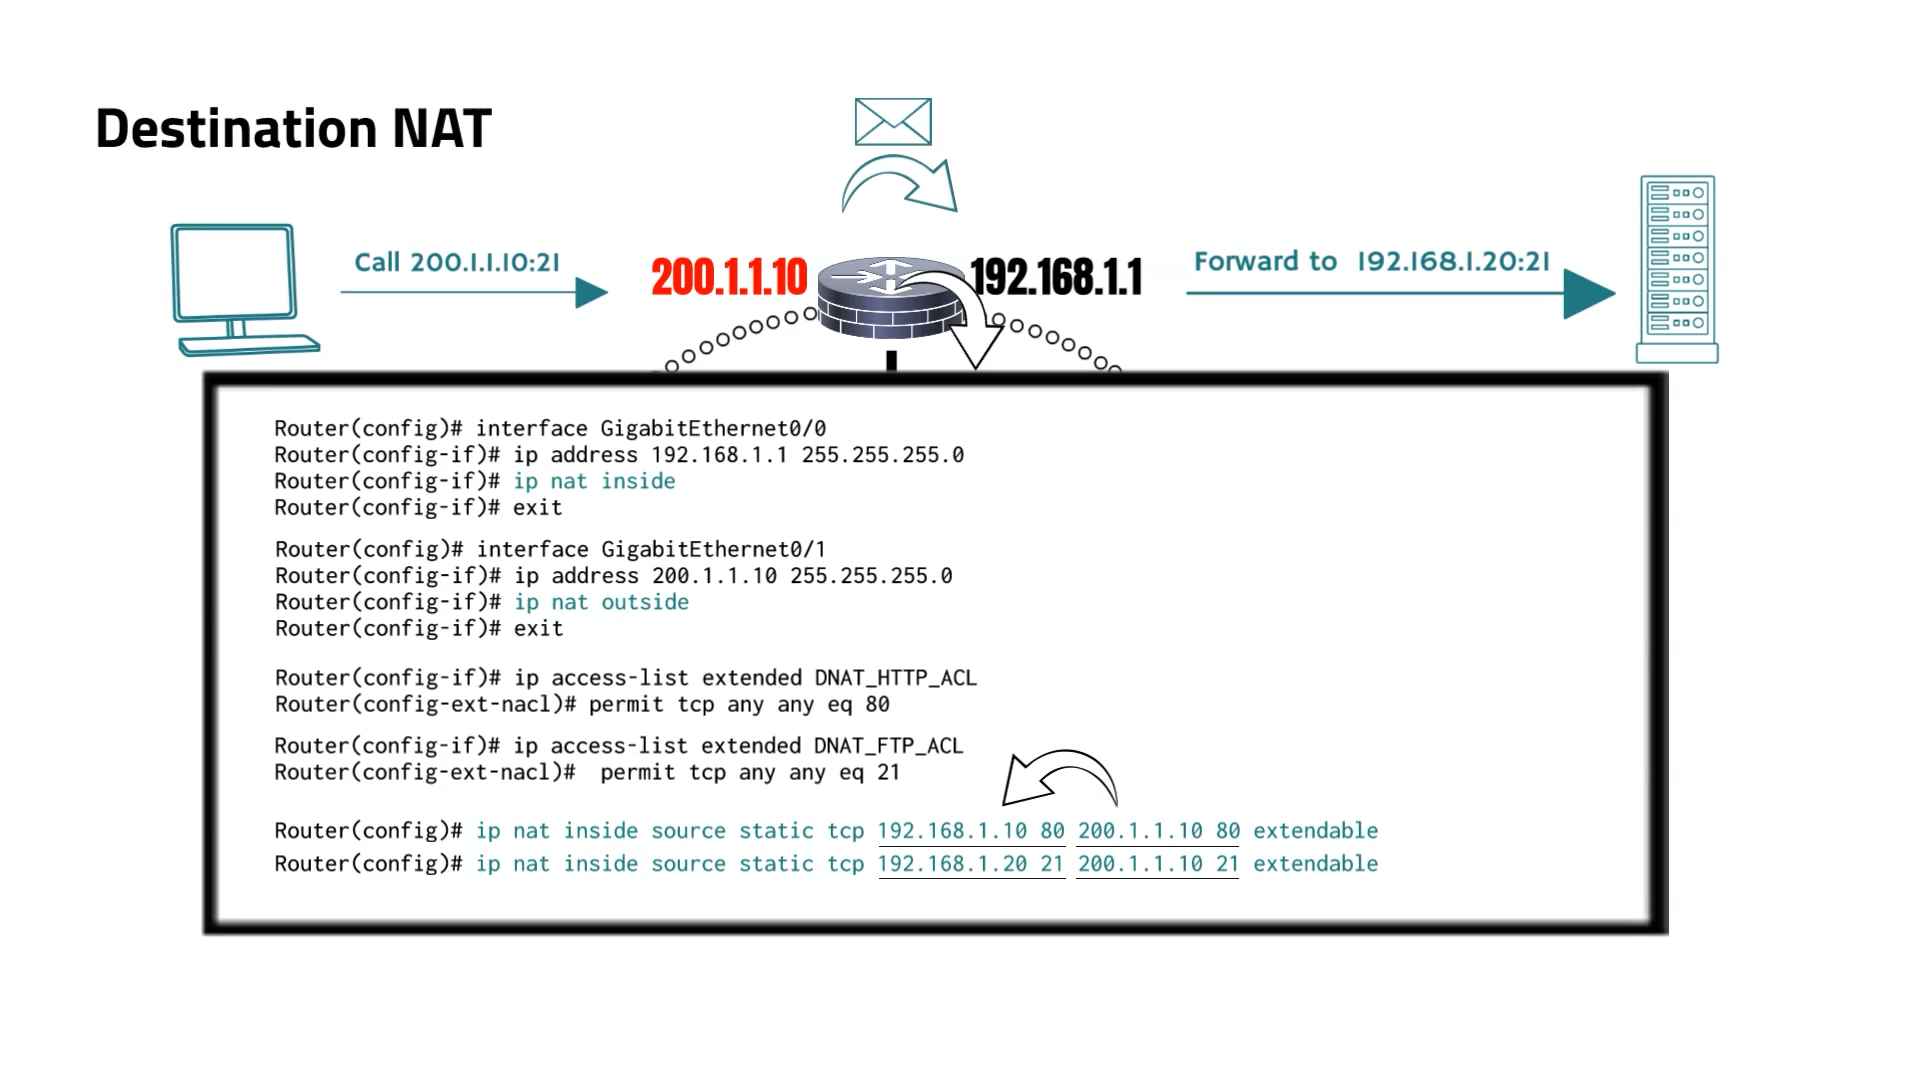 Destination NAT
Call 200.1.1.10:21
200.1.1.10
192.168.1.1
Forward to 192.168.1.20:21
Router(config)# interface GigabitEthernet0/0
Router(config-if)# ip address 192.168.1.1 255.255.255.0
Router(config-if)# ip nat inside
Router(config-if)# exit
Router(config)# interface GigabitEthernet0/1
Router(config-if)# ip address 200.1.1.10 255.255.255.0
Router(config-if)# ip nat outside
Router(config-if)# exit
Router(config-if)# ip access-list extended DNAT_HTTP_ACL
Router(config-ext-nacl)# permit tcp any any eq 80
Router(config-if)# ip access-list extended DNAT_FTP_ACL
Router(config-ext-nacl)#  permit tcp any any eq 21
Router(config)# ip nat inside source static tcp 192.168.1.10 80 200.1.1.10 80 extendable
Router(config)# ip nat inside source static tcp 192.168.1.20 21 200.1.1.10 21 extendable